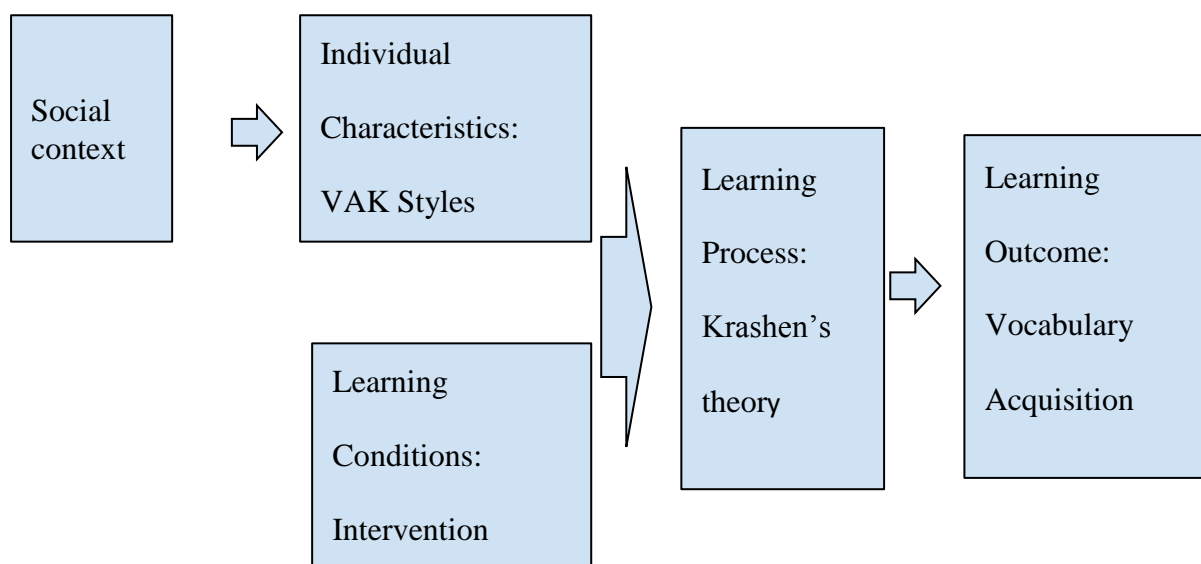 Social
context
Individual
Characteristics:
VAK Styles
Learning
Conditions:
Intervention
Learning
Process:
Krashen’s
theory
Learning
Outcome:
Vocabulary
Acquisition